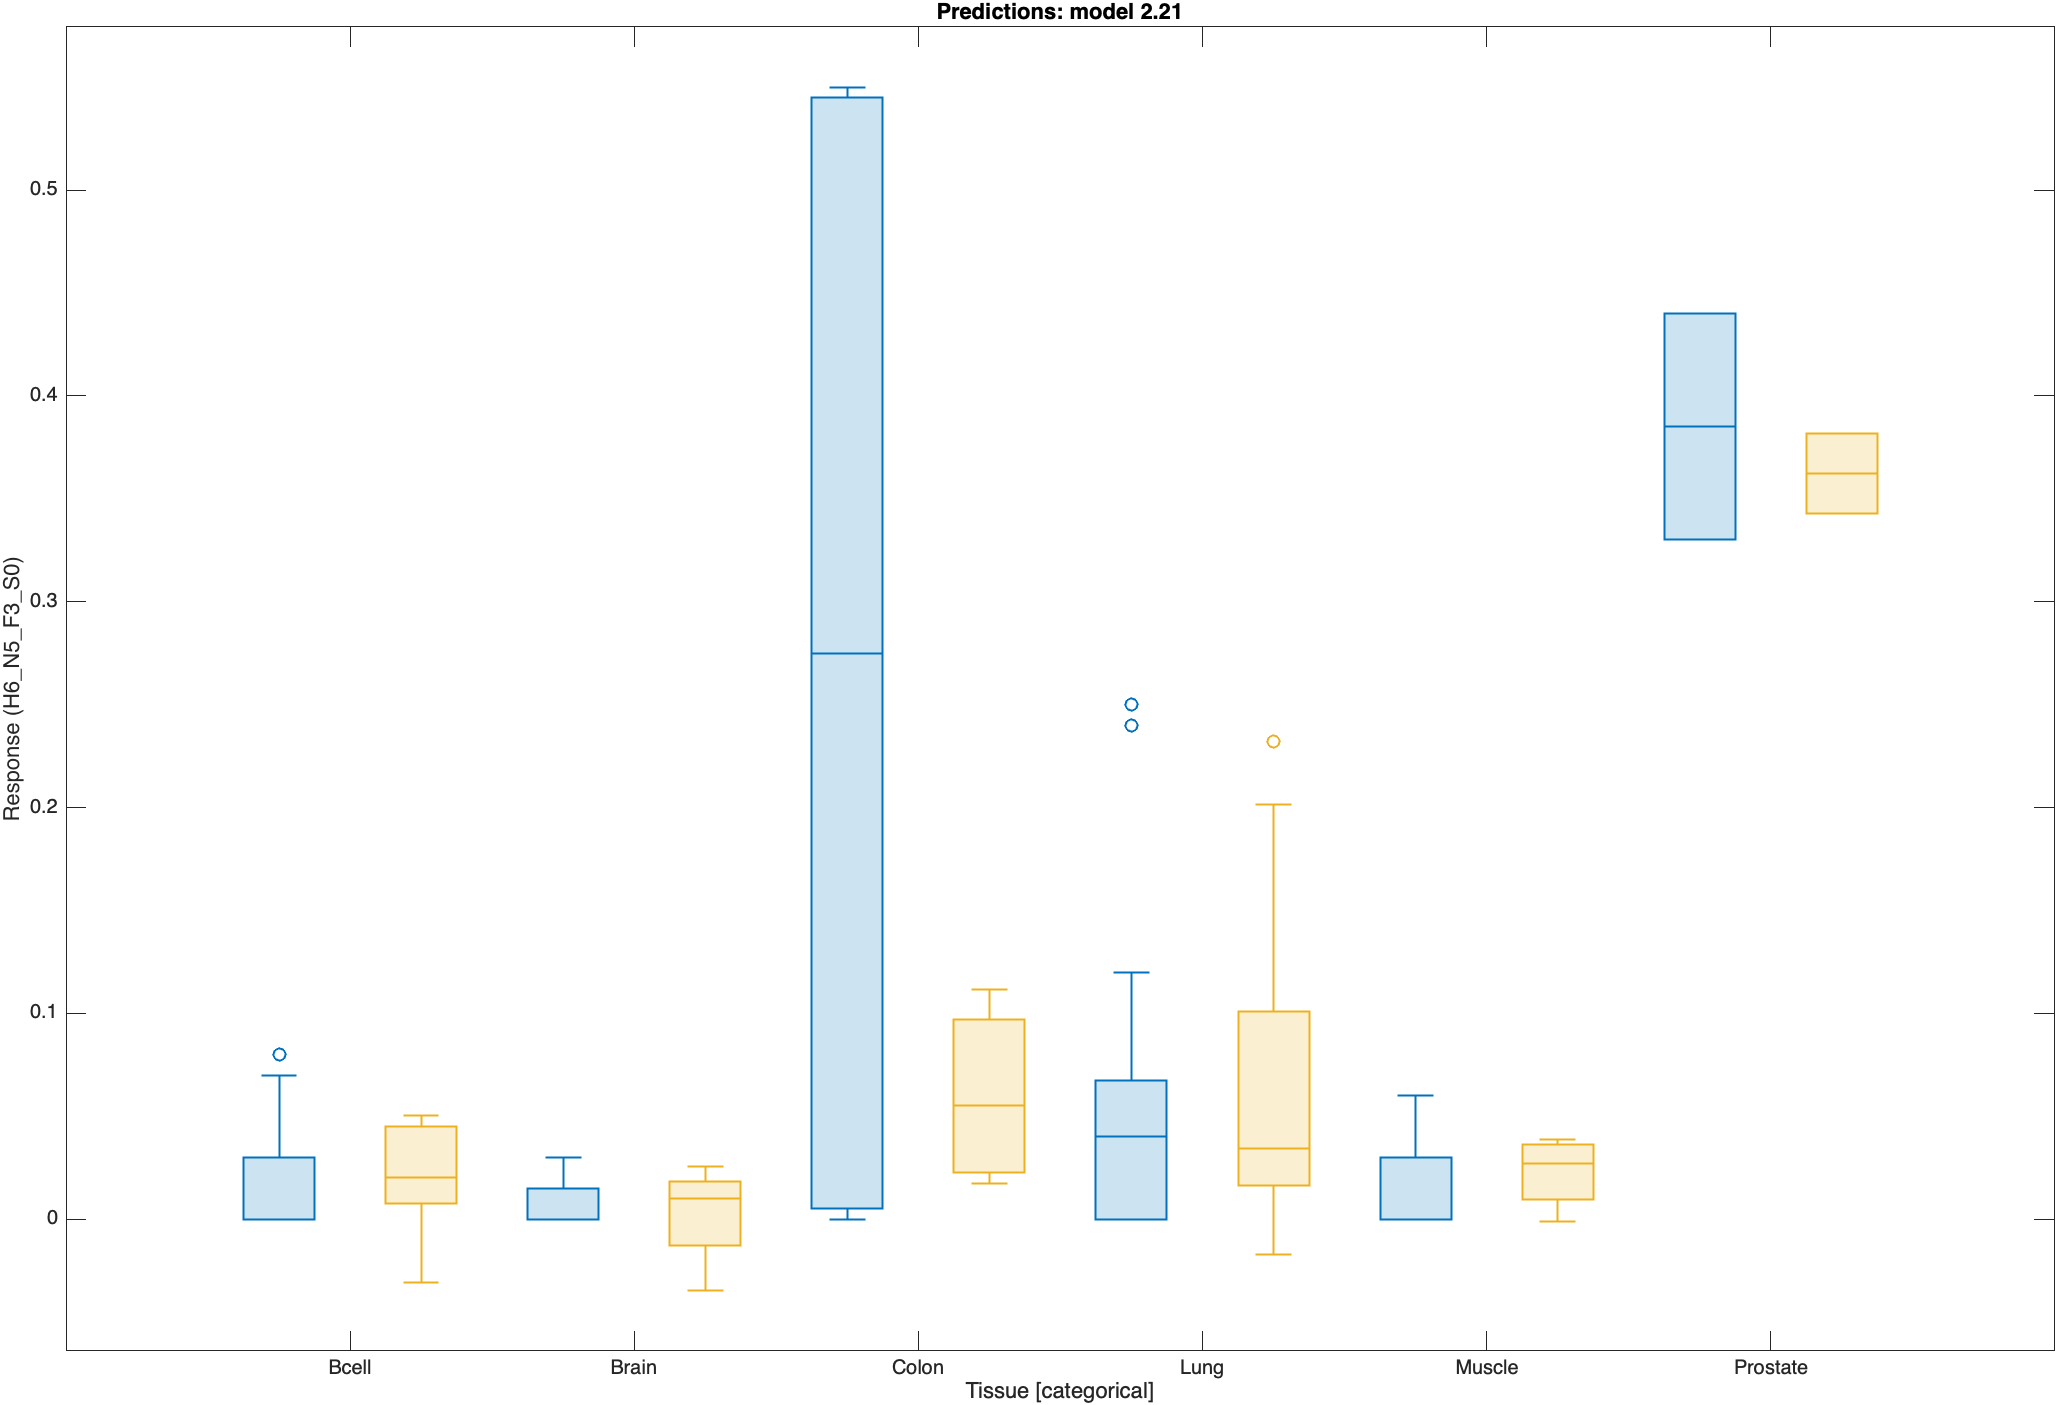 Predictions: model 2.21
Response (H6_N5_F3_S0)
0.5
0.4
0.3
0.2
0.1
0
Bcell Brain Colon Lung Muscle Prostate
Tissue [categorical]